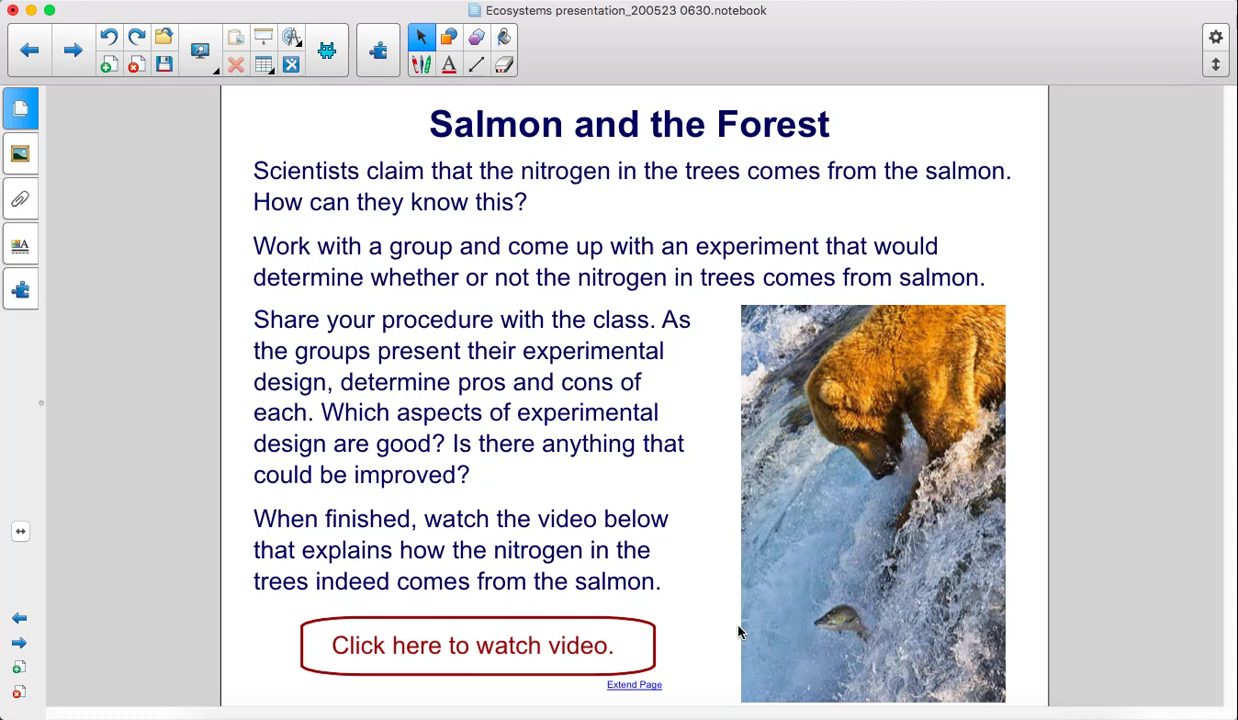 Ecosystems presentation_200523 0630.notebook
Salmon and the Forest
Scientists claim that the nitrogen in the trees comes from the salmon.
How can they know this?
Work with a group and come up with an experiment that would
determine whether or not the nitrogen in trees comes from salmon.
Share your procedure with the class. As
the groups present their experimental
design, determine pros and cons of
each. Which aspects of experimental
design are good? Is there anything that
could be improved?
When finished, watch the video below
that explains how the nitrogen in the
trees indeed comes from the salmon.
Click here to watch video.
Extend Page